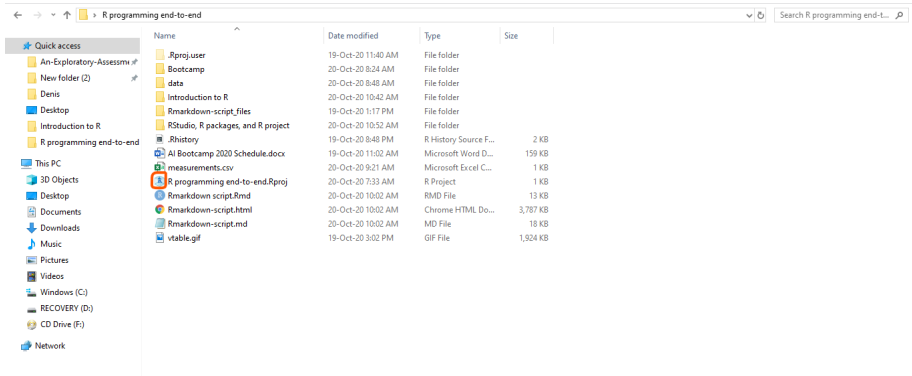 R programming end-to-end
Search R programming end-t...
Name Date modified Type Size
Quick access
An-Exploratory-Assessme
New folder (2)
Denis
Desktop
Introduction to R
R programming end-to-end
This PC
3D Objects
Desktop
Documents
Downloads
Music
Pictures
Videos
Windows (C:)
RECOVERY (D:)
CD Drive (F:)
Network
.Rproj.user 19-Oct-20 11:40 AM File folder
Bootcamp 20-Oct-20 8:24 AM File folder
data 20-Oct-20 8:48 AM File folder
Introduction to R 20-Oct-20 10:42 AM File folder
Rmarkdown-script_files 19-Oct-20 1:17 PM File folder
RStudio, R packages, and R project 20-Oct-20 10:52 AM File folder
.Rhistory 19-Oct-20 8:48 PM R History Source F... 2 KB
AI Bootcamp 2020 Schedule.docx 19-Oct-20 11:02 AM Microsoft Word D... 159 KB
measurements.csv 20-Oct-20 9:21 AM Microsoft Excel C... 1 KB
R programming end-to-end.Rproj 20-Oct-20 7:33 AM R Project 1 KB
Rmarkdown script.Rmd 20-Oct-20 10:02 AM RMD File 13 KB
Rmarkdown-script.html 20-Oct-20 10:02 AM Chrome HTML Do... 3,787 KB
Rmarkdown-script.md 20-Oct-20 10:02 AM MD File 18 KB
vtable.gif 19-Oct-20 3:02 PM GIF File 1,924 KB